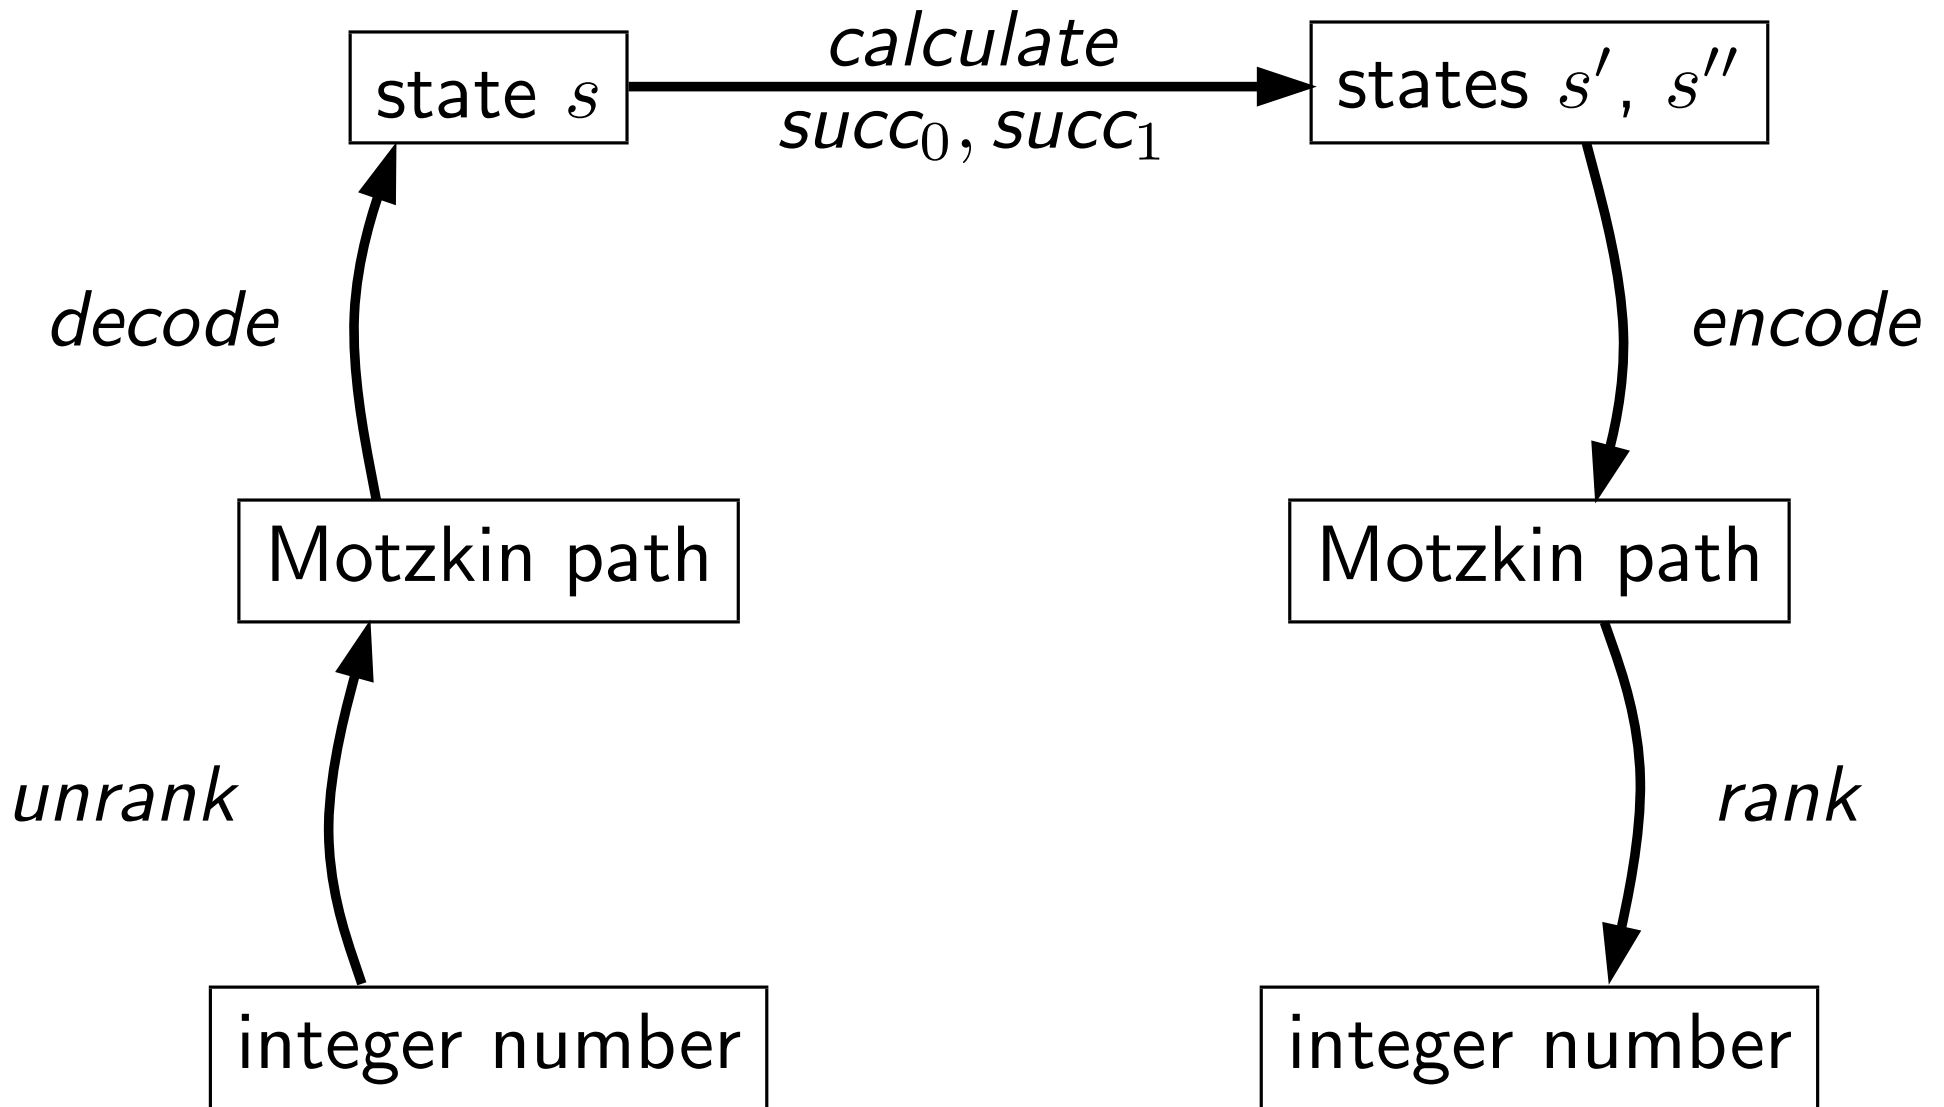 calculate
state s
states s′, s″
succ₀, succ₁
decode
encode
Motzkin path
Motzkin path
unrank
rank
integer number
integer number